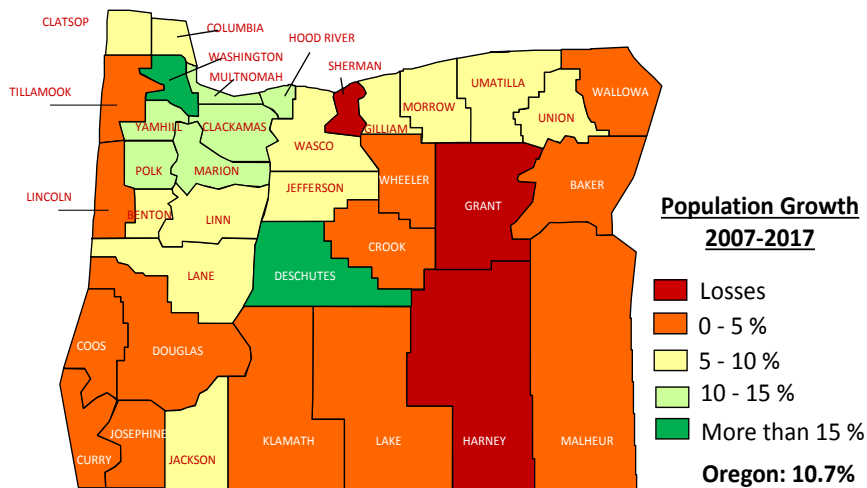 CLATSOP
COLUMBIA
HOOD RIVER
WASHINGTON
MULTNOMAH
SHERMAN
TILLAMOOK
UMATILLA
WALLOWA
MORROW
GILLIAM
UNION
YAMHILL
CLACKAMAS
WASCO
POLK
MARION
WHEELER
BAKER
LINCOLN
JEFFERSON
GRANT
BENTON
LINN
CROOK
LANE
DESCHUTES
COOS
DOUGLAS
JOSEPHINE
KLAMATH
LAKE
HARNEY
MALHEUR
CURRY
JACKSON
Population Growth
2007-2017
Losses
0 - 5 %
5 - 10 %
10 - 15 %
More than 15 %
Oregon: 10.7%